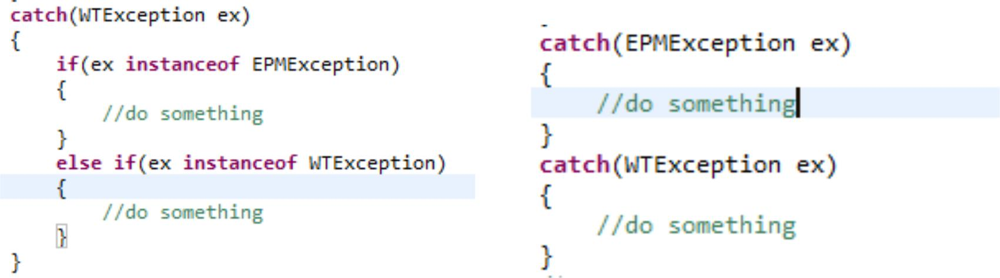 catch(WTException ex)
{
if(ex instanceof EPMException)
{
//do something
}
else if(ex instanceof WTException)
{
//do something
}
}
catch(EPMException ex)
{
//do something
}
catch(WTException ex)
{
//do something
}